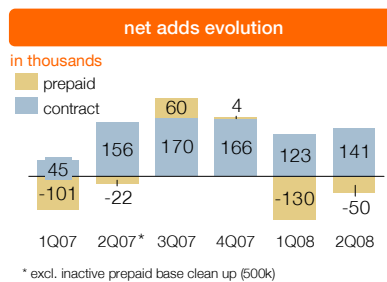 net adds evolution
in thousands
prepaid
contract
60
4
45
156
170
166
123
141
-101
-22
-130
-50
1Q07
2Q07*
3Q07
4Q07
1Q08
2Q08
* excl. inactive prepaid base clean up (500k)